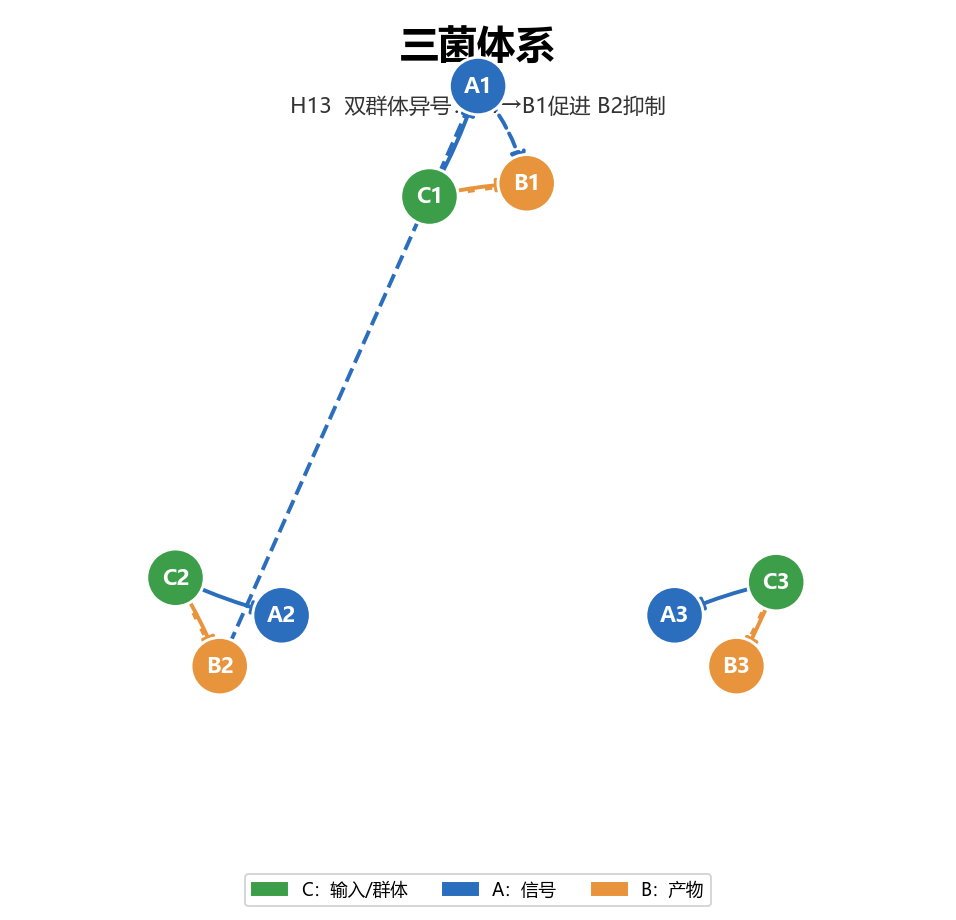 三菌体系
A1
H13 双群体异号 →B1促进 B2抑制
B1
C1
C2
C3
A2
A3
B2
B3
C：输入/群体 A：信号 B：产物